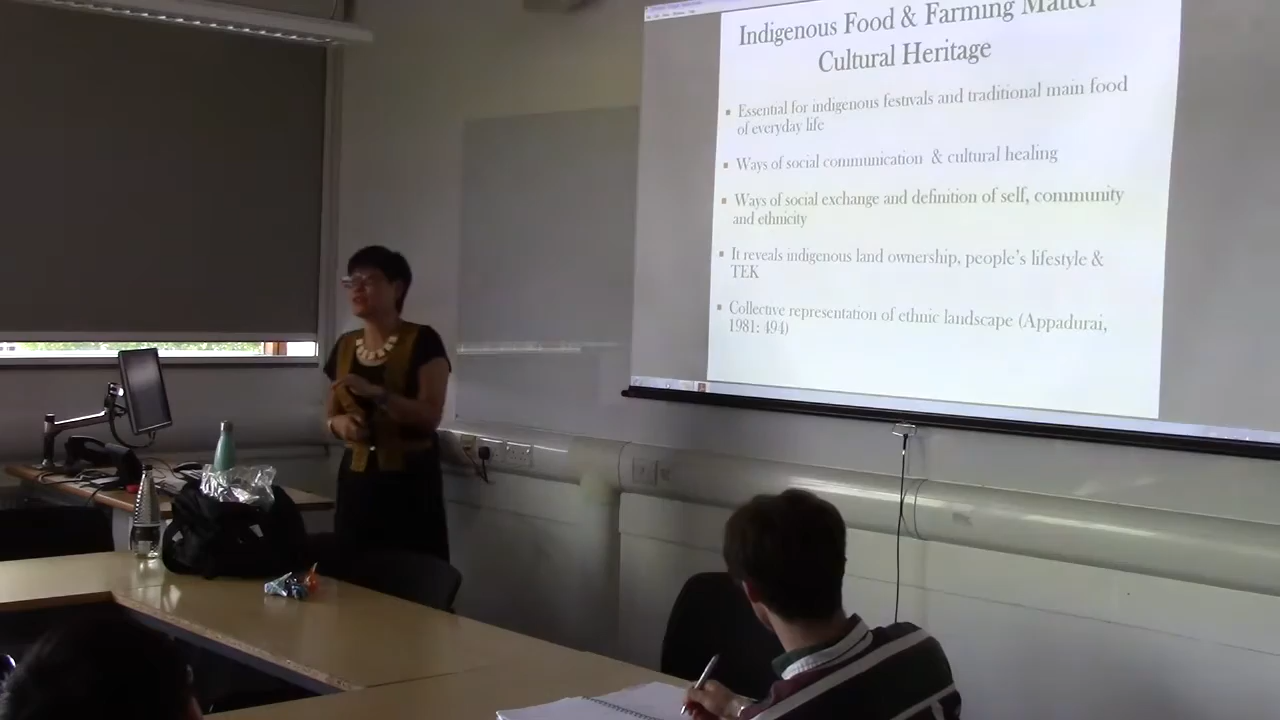 Indigenous Food & Farming Matter
Cultural Heritage
Essential for indigenous festivals and traditional main food
of everyday life
Ways of social communication & cultural healing
Ways of social exchange and definition of self, community
and ethnicity
It reveals indigenous land ownership, people's lifestyle &
TEK
Collective representation of ethnic landscape (Appadurai,
1981: 494)